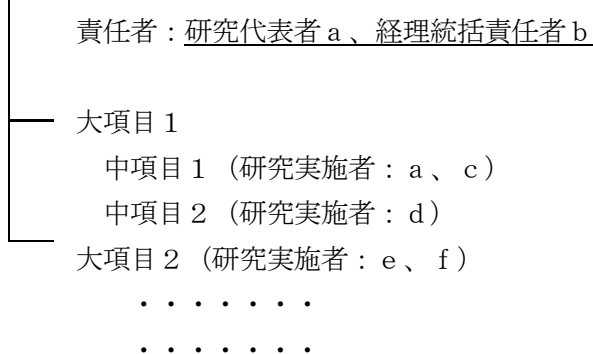 責任者：研究代表者ａ、経理統括責任者ｂ
大項目１
中項目１（研究実施者：ａ、ｃ）
中項目２（研究実施者：ｄ）
大項目２（研究実施者：ｅ、ｆ）
・・・・・・・
・・・・・・・